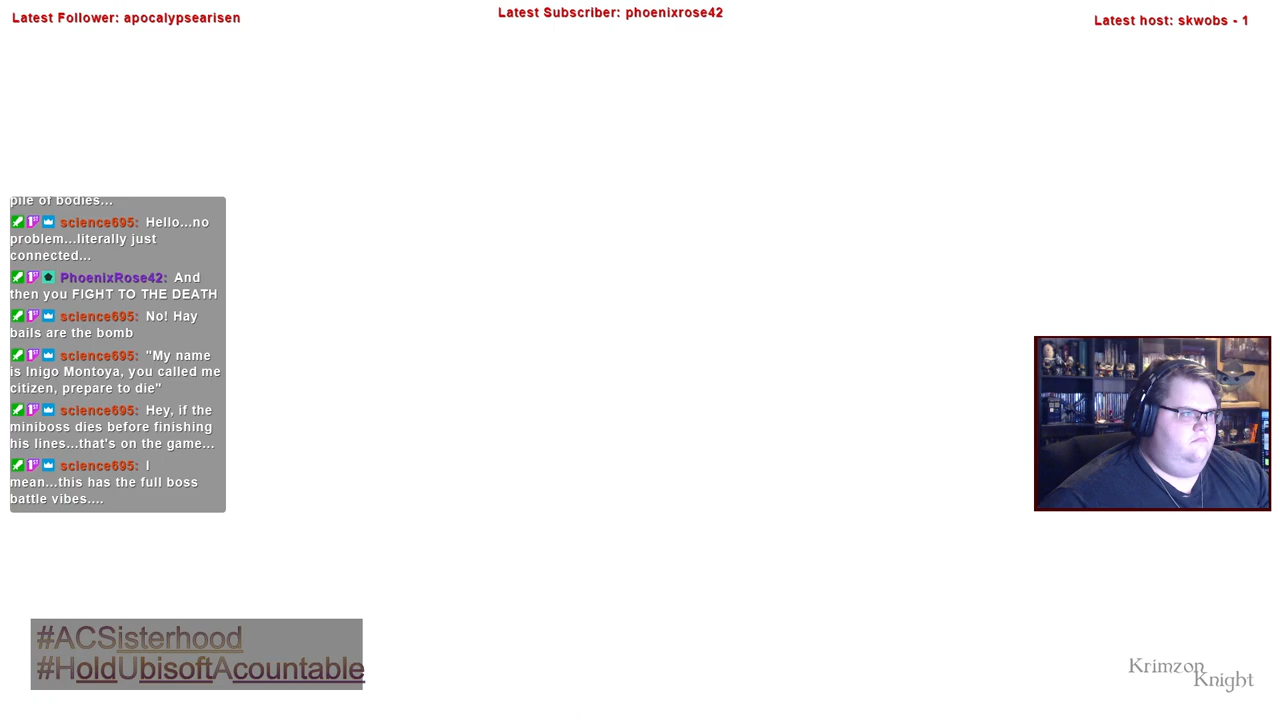 Latest Follower: apocalypsearisen
Latest Subscriber: phoenixrose42
Latest host: skwobs - 1
pile of bodies...
science695: Hello...no
problem...literally just
connected...
PhoenixRose42: And
then you FIGHT TO THE DEATH
science695: No! Hay
bails are the bomb
science695: "My name
is Inigo Montoya, you called me
citizen, prepare to die"
science695: Hey, if the
miniboss dies before finishing
his lines...that's on the game...
science695: I
mean...this has the full boss
battle vibes....
#ACSisterhood
#HoldUbisoftAcountable
Krimzon
Knight